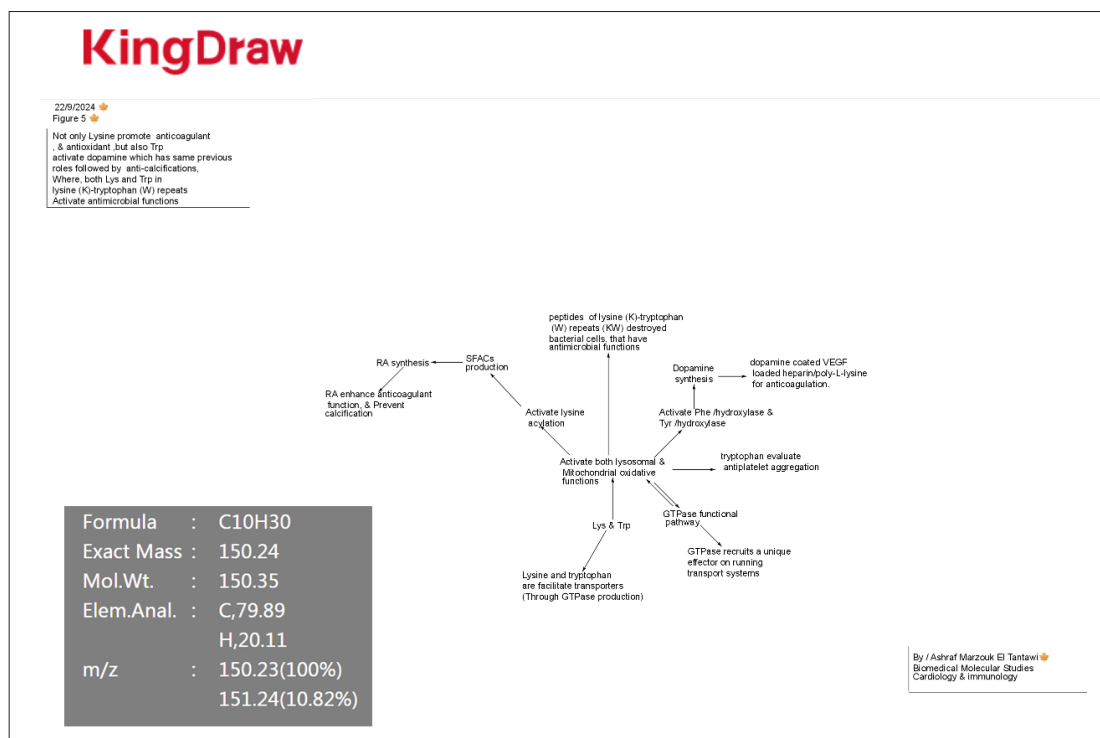 KingDraw
22/9/2024
Figure 5
Not only Lysine promote anticoagulant
, & antioxidant ,but also Trp
activate dopamine which has same previous
roles followed by anti-calcifications,
Where, both Lys and Trp in
lysine (K)-tryptophan (W) repeats
Activate antimicrobial functions
peptides of lysine (K)-tryptophan
(W) repeats (KW) destroyed
bacterial cells, that have
antimicrobial functions
RA synthesis
SFACs
production
Dopamine
synthesis
dopamine coated VEGF
loaded heparin/poly-L-lysine
for anticoagulation.
RA enhance anticoagulant
function, & Prevent
calcification
Activate lysine
acylation
Activate Phe /hydroxylase &
Tyr /hydroxylase
Activate both lysosomal &
Mitochondrial oxidative
functions
tryptophan evaluate
antiplatelet aggregation
Lys & Trp
GTPase functional
pathway
GTPase recruits a unique
effector on running
transport systems
Lysine and tryptophan
are facilitate transporters
(Through GTPase production)
Formula : C10H30
Exact Mass : 150.24
Mol.Wt. : 150.35
Elem.Anal. : C,79.89
H,20.11
m/z : 150.23(100%)
151.24(10.82%)
By / Ashraf Marzouk El Tantawi
Biomedical Molecular Studies
Cardiology & immunology